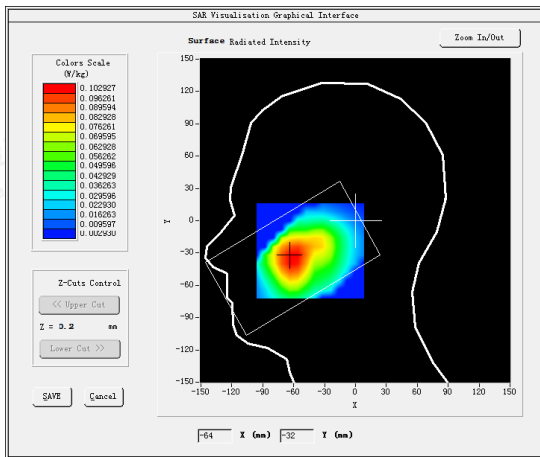 SAR Visualisation Graphical Interface
Surface Radiated Intensity
Zoom In/Out
Colors Scale
(W/kg)
0.102927
0.096261
0.089594
0.082928
0.076261
0.069595
0.062928
0.056262
0.049596
0.042929
0.036263
0.029596
0.022930
0.016263
0.009597
0.002930
Z-Cuts Control
<< Upper Cut
Z = 0.2 mm
Lower Cut >>
SAVE Cancel
150
120
90
60
30
0
-30
-60
-90
-120
-150
Y
-150 -120 -90 -60 -30 0 30 60 90 120 150
X
-64 X (mm) -32 Y (mm)